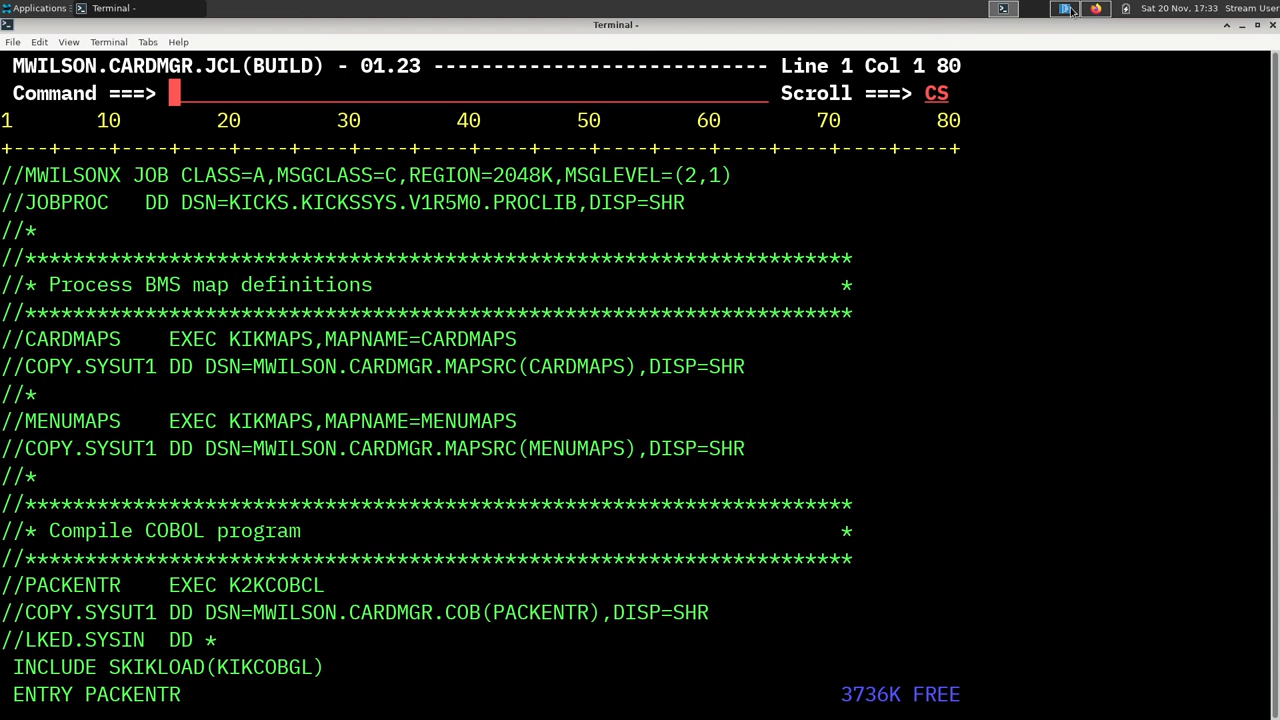 Applications Terminal - Sat 20 Nov, 17:33 Stream User
Terminal -
File Edit View Terminal Tabs Help
MWILSON.CARDMGR.JCL(BUILD) - 01.23 ---------------------------- Line 1 Col 1 80
Command ===> Scroll ===> CS
1 10 20 30 40 50 60 70 80
+---+----+----+----+----+----+----+----+----+----+----+----+----+----+----+----+
//MWILSONX JOB CLASS=A,MSGCLASS=C,REGION=2048K,MSGLEVEL=(2,1)
//JOBPROC   DD DSN=KICKS.KICKSSYS.V1R5M0.PROCLIB,DISP=SHR
//*
//*********************************************************************
//* Process BMS map definitions                                       *
//*********************************************************************
//CARDMAPS    EXEC KIKMAPS,MAPNAME=CARDMAPS
//COPY.SYSUT1 DD DSN=MWILSON.CARDMGR.MAPSRC(CARDMAPS),DISP=SHR
//*
//MENUMAPS    EXEC KIKMAPS,MAPNAME=MENUMAPS
//COPY.SYSUT1 DD DSN=MWILSON.CARDMGR.MAPSRC(MENUMAPS),DISP=SHR
//*
//*********************************************************************
//* Compile COBOL program                                             *
//*********************************************************************
//PACKENTR    EXEC K2KCOBCL
//COPY.SYSUT1 DD DSN=MWILSON.CARDMGR.COB(PACKENTR),DISP=SHR
//LKED.SYSIN  DD *
INCLUDE SKIKLOAD(KIKCOBGL)
ENTRY PACKENTR 3736K FREE